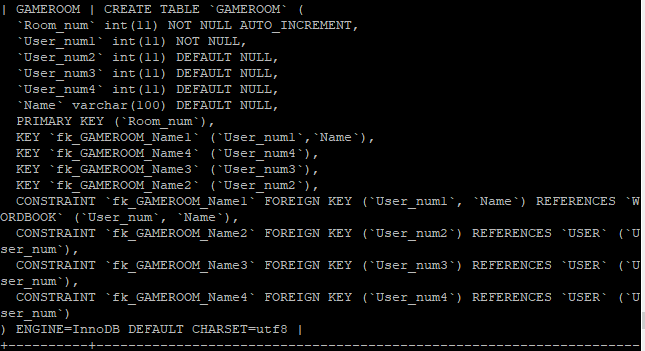 | GAMEROOM | CREATE TABLE `GAMEROOM` (
  `Room_num` int(11) NOT NULL AUTO_INCREMENT,
  `User_num1` int(11) NOT NULL,
  `User_num2` int(11) DEFAULT NULL,
  `User_num3` int(11) DEFAULT NULL,
  `User_num4` int(11) DEFAULT NULL,
  `Name` varchar(100) DEFAULT NULL,
  PRIMARY KEY (`Room_num`),
  KEY `fk_GAMEROOM_Name1` (`User_num1`,`Name`),
  KEY `fk_GAMEROOM_Name4` (`User_num4`),
  KEY `fk_GAMEROOM_Name3` (`User_num3`),
  KEY `fk_GAMEROOM_Name2` (`User_num2`),
  CONSTRAINT `fk_GAMEROOM_Name1` FOREIGN KEY (`User_num1`, `Name`) REFERENCES `W
ORDBOOK` (`User_num`, `Name`),
  CONSTRAINT `fk_GAMEROOM_Name2` FOREIGN KEY (`User_num2`) REFERENCES `USER` (`U
ser_num`),
  CONSTRAINT `fk_GAMEROOM_Name3` FOREIGN KEY (`User_num3`) REFERENCES `USER` (`U
ser_num`),
  CONSTRAINT `fk_GAMEROOM_Name4` FOREIGN KEY (`User_num4`) REFERENCES `USER` (`U
ser_num`)
) ENGINE=InnoDB DEFAULT CHARSET=utf8 |
+----------+--------------------------------------------------------------------